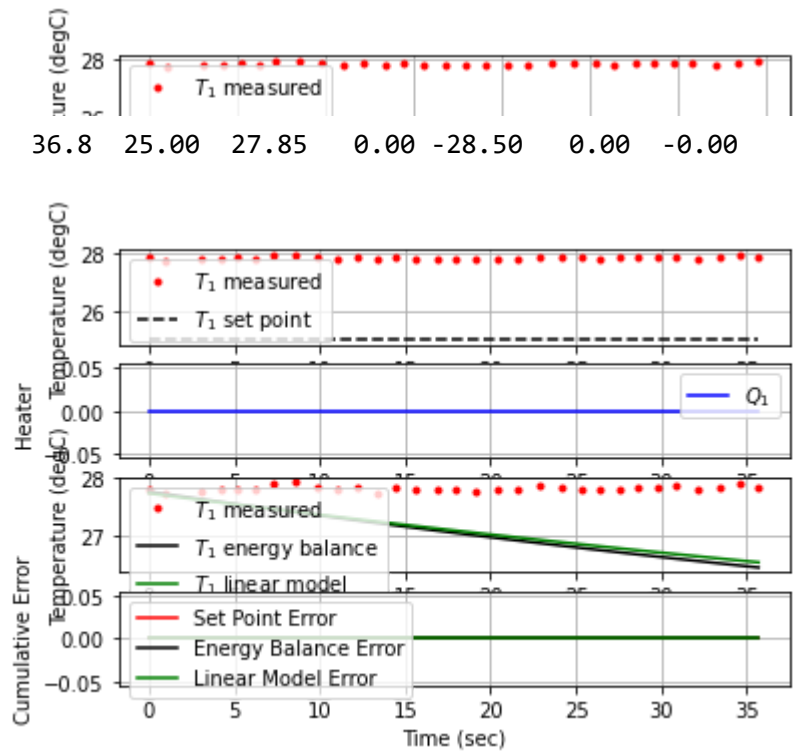 ture (degC)
28
26
T₁ measured
36.8 25.00 27.85 0.00 -28.50 0.00 -0.00
Temperature (degC)
28
26
T₁ measured
T₁ set point
Heater
0.05
0.00
0.05
Q₁
Temperature (degC)
28
27
T₁ measured
T₁ energy balance
T₁ linear model
Cumulative Error
0.05
0.00
−0.05
Set Point Error
Energy Balance Error
Linear Model Error
0 5 10 15 20 25 30 35
Time (sec)